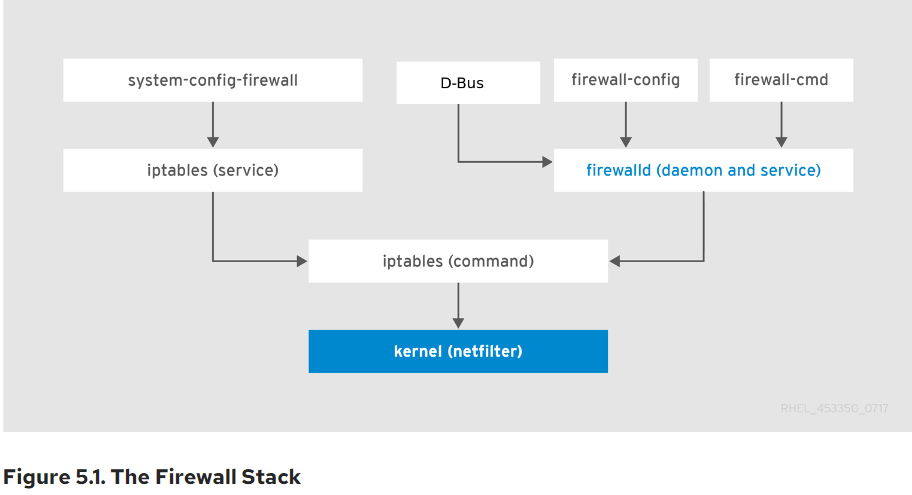 system-config-firewall
D-Bus
firewall-config
firewall-cmd
iptables (service)
firewalld (daemon and service)
iptables (command)
kernel (netfilter)
RHEL_453350_0717
Figure 5.1. The Firewall Stack